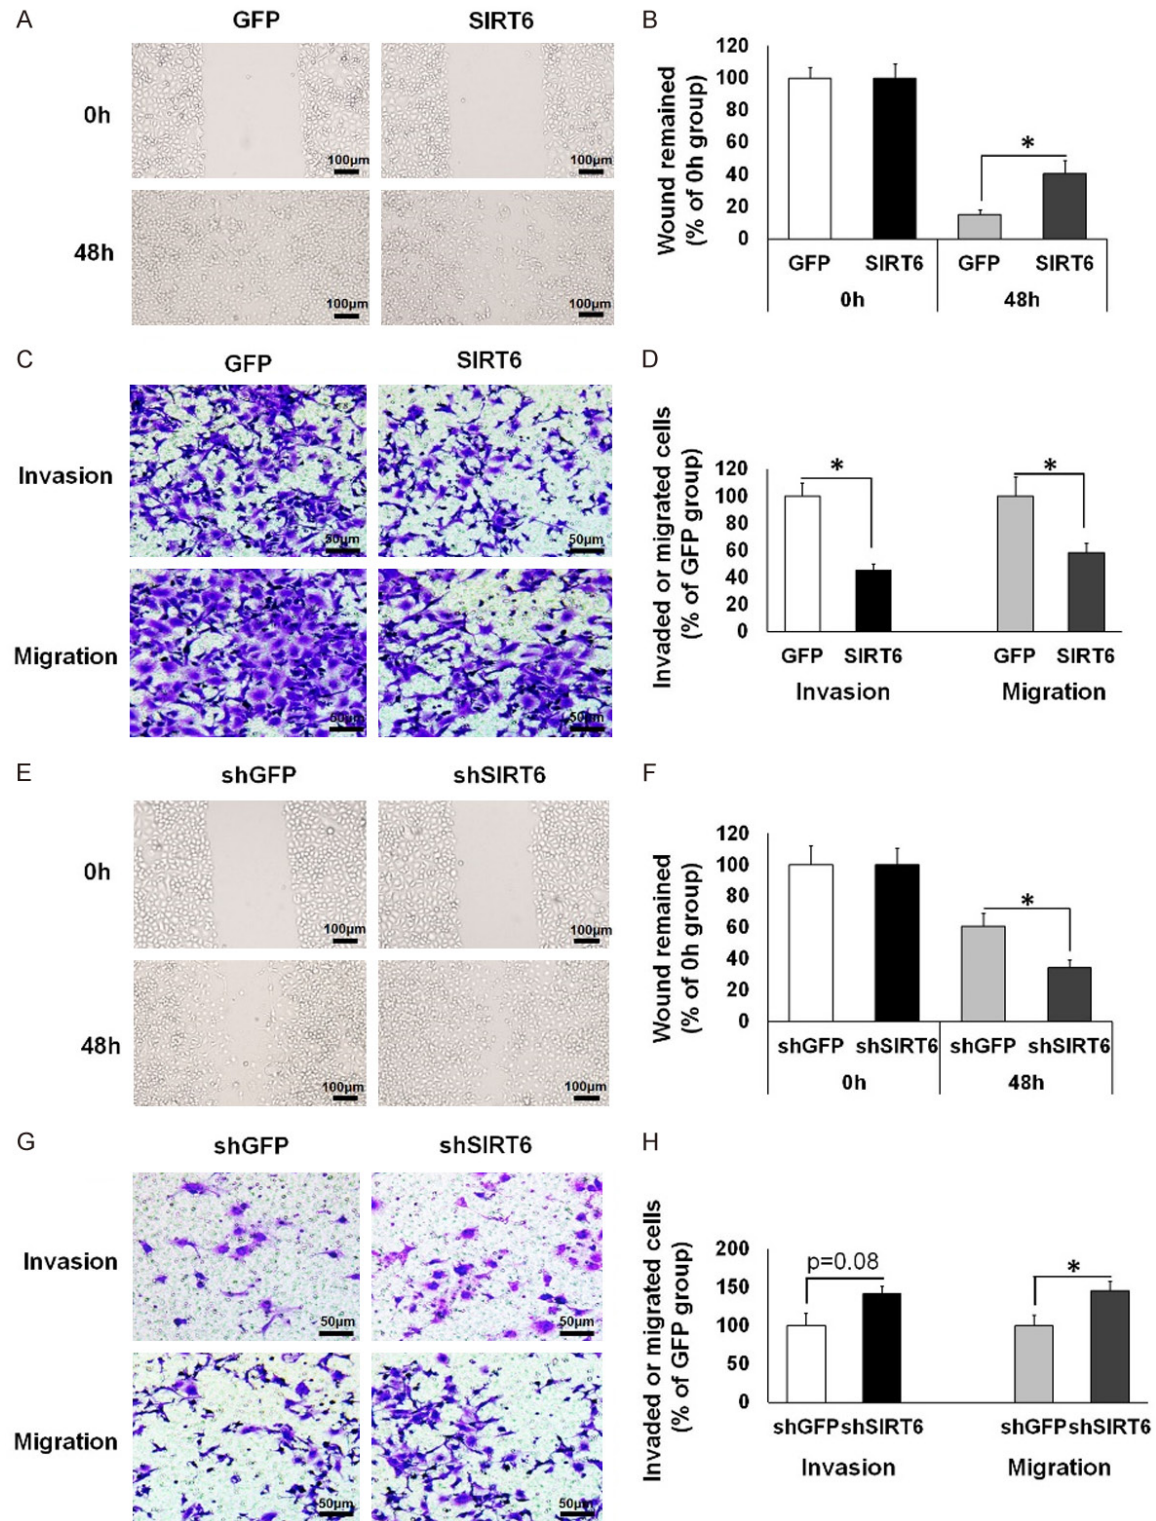 A
GFP
SIRT6
0h
100µm
100µm
48h
100µm
100µm
B
Wound remained
(% of 0h group)
120
100
80
60
40
20
0
*
GFP
SIRT6
GFP
SIRT6
0h
48h
C
GFP
SIRT6
Invasion
50µm
50µm
Migration
50µm
50µm
D
Invaded or migrated cells
(% of GFP group)
120
100
80
60
40
20
0
*
*
GFP
SIRT6
GFP
SIRT6
Invasion
Migration
E
shGFP
shSIRT6
0h
100µm
100µm
48h
100µm
100µm
F
Wound remained
(% of 0h group)
120
100
80
60
40
20
0
*
shGFP
shSIRT6
shGFP
shSIRT6
0h
48h
G
shGFP
shSIRT6
Invasion
50µm
50µm
Migration
50µm
50µm
H
Invaded or migrated cells
(% of GFP group)
200
150
100
50
0
p=0.08
*
shGFP
shSIRT6
shGFP
shSIRT6
Invasion
Migration